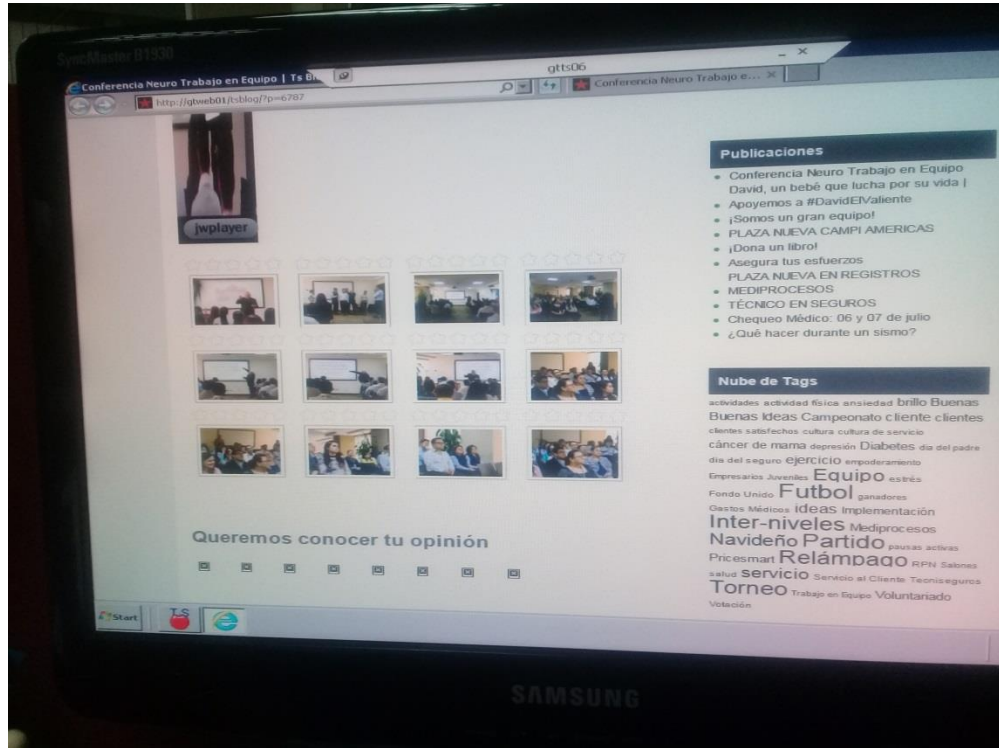 SyncMaster B1930
gtts06
Conferencia Neuro Trabajo en Equipo | Ts Bl
Conferencia Neuro Trabajo e...
http://gtweb01/tsblog/?p=6787
jwplayer
Publicaciones
Conferencia Neuro Trabajo en Equipo
David, un bebé que lucha por su vida |
Apoyemos a #DavidElValiente
¡Somos un gran equipo!
PLAZA NUEVA CAMPI AMERICAS
¡Dona un libro!
Asegura tus esfuerzos
PLAZA NUEVA EN REGISTROS
MEDIPROCESOS
TÉCNICO EN SEGUROS
Chequeo Médico: 06 y 07 de julio
¿Qué hacer durante un sismo?
Nube de Tags
actividades actividad física ansiedad brillo Buenas
Buenas Ideas Campeonato cliente clientes
clientes satisfechos cultura cultura de servicio
cáncer de mama depresión Diabetes dia del padre
dia del seguro ejercicio empoderamiento
Empresarios Juveniles Equipo estrés
Fondo Unido Futbol ganadores
Gastos Médicos ideas Implementación
Inter-niveles Mediprocesos
Navideño Partido pausas activas
Pricesmart Relámpago RPN Salones
salud servicio Servicio al Cliente Tecniseguros
Torneo Trabajo en Equipo Voluntariado
Votación
Queremos conocer tu opinión
Start
T.S
SAMSUNG